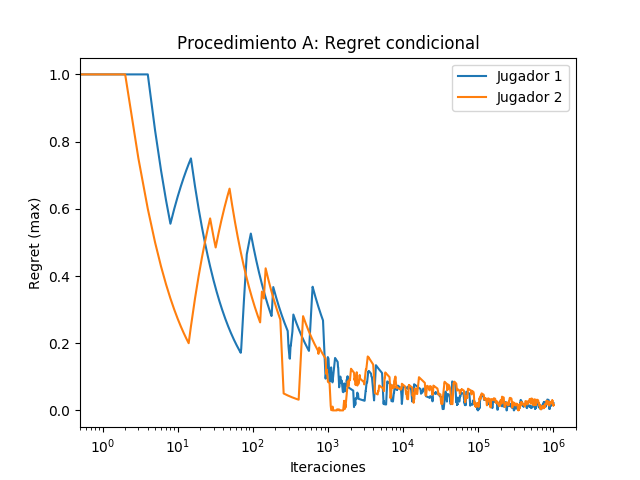 Procedimiento A: Regret condicional
Jugador 1
Jugador 2
Regret (max)
1.0
0.8
0.6
0.4
0.2
0.0
10⁰ 10¹ 10² 10³ 10⁴ 10⁵ 10⁶
Iteraciones